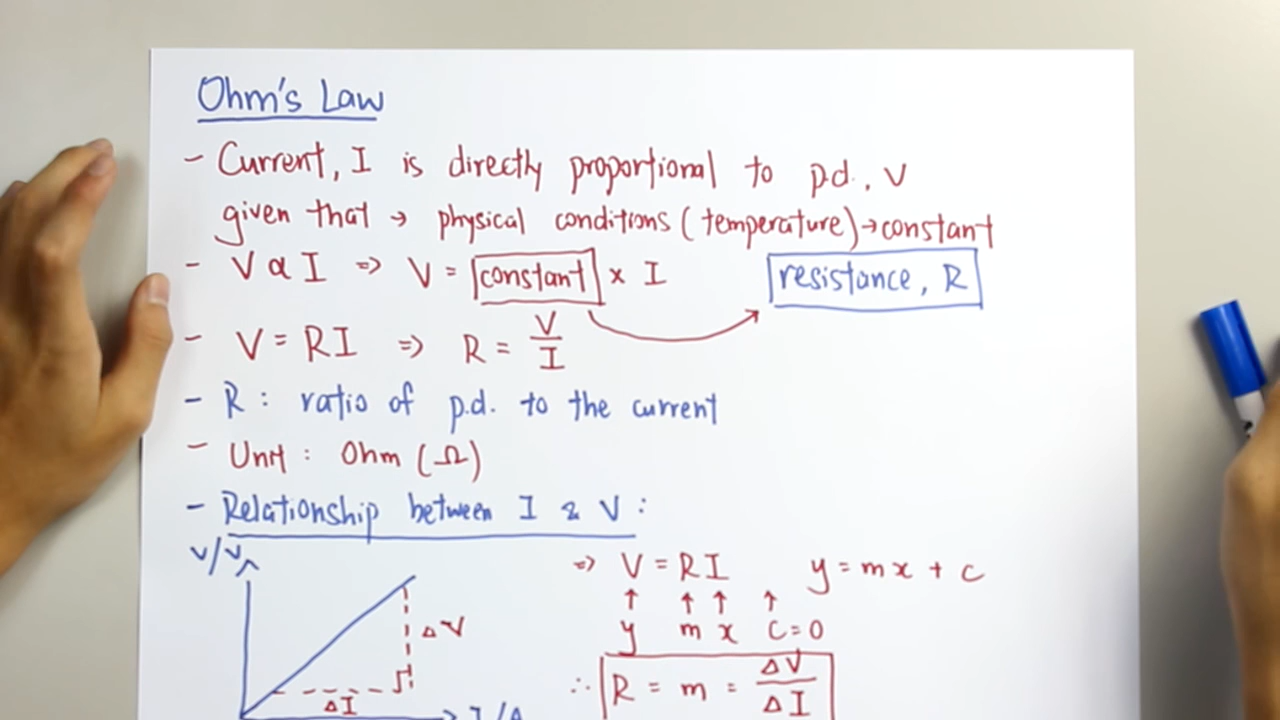 Ohm's Law
- Current, I is directly proportional to p.d., V
given that → physical conditions (temperature) → constant
- V ∝ I ⇒ V = constant × I
resistance, R
- V = RI ⇒ R = V/I
- R : ratio of p.d. to the current
- Unit : Ohm (Ω)
- Relationship between I & V :
V/V
ΔV
ΔI
⇒ V = RI y = mx + c
↑ ↑ ↑ ↑
y m x c=0
∴ R = m = ΔV/ΔI